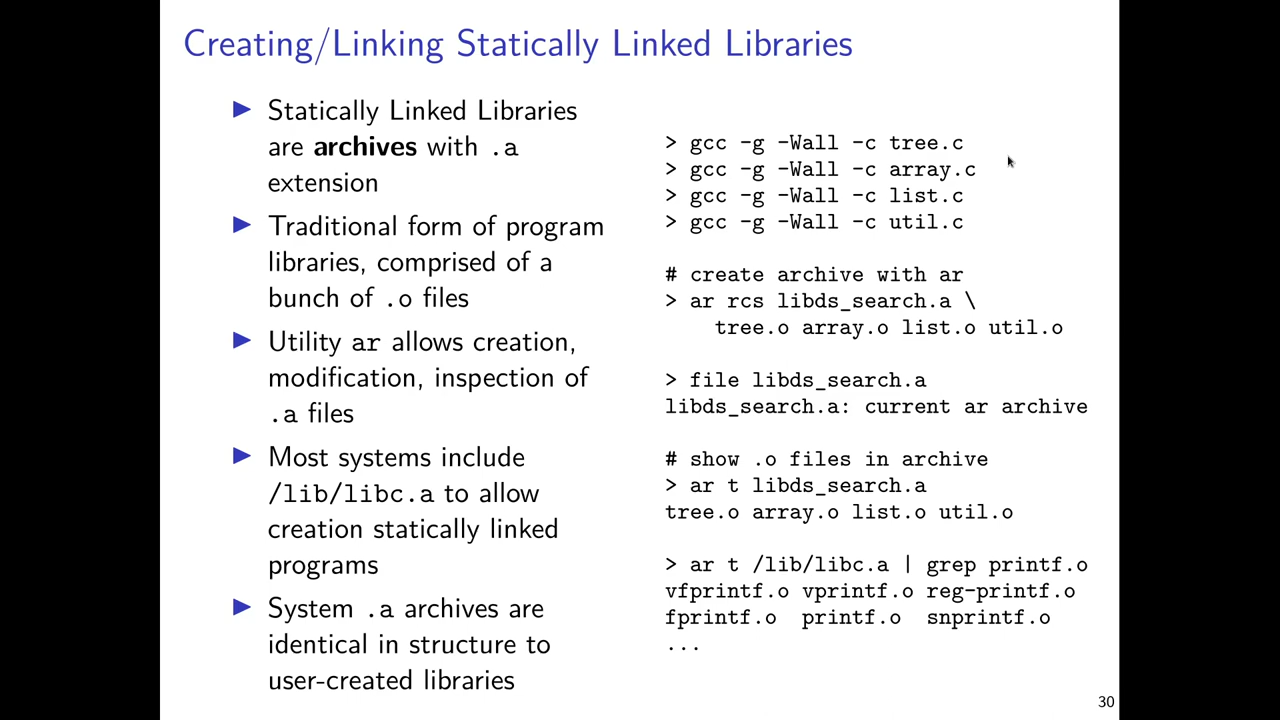 Creating/Linking Statically Linked Libraries
▶ Statically Linked Libraries
are archives with .a
extension
▶ Traditional form of program
libraries, comprised of a
bunch of .o files
▶ Utility ar allows creation,
modification, inspection of
.a files
▶ Most systems include
/lib/libc.a to allow
creation statically linked
programs
▶ System .a archives are
identical in structure to
user-created libraries
> gcc -g -Wall -c tree.c
> gcc -g -Wall -c array.c
> gcc -g -Wall -c list.c
> gcc -g -Wall -c util.c
# create archive with ar
> ar rcs libds_search.a \
tree.o array.o list.o util.o
> file libds_search.a
libds_search.a: current ar archive
# show .o files in archive
> ar t libds_search.a
tree.o array.o list.o util.o
> ar t /lib/libc.a | grep printf.o
vfprintf.o vprintf.o reg-printf.o
fprintf.o printf.o snprintf.o
...
30